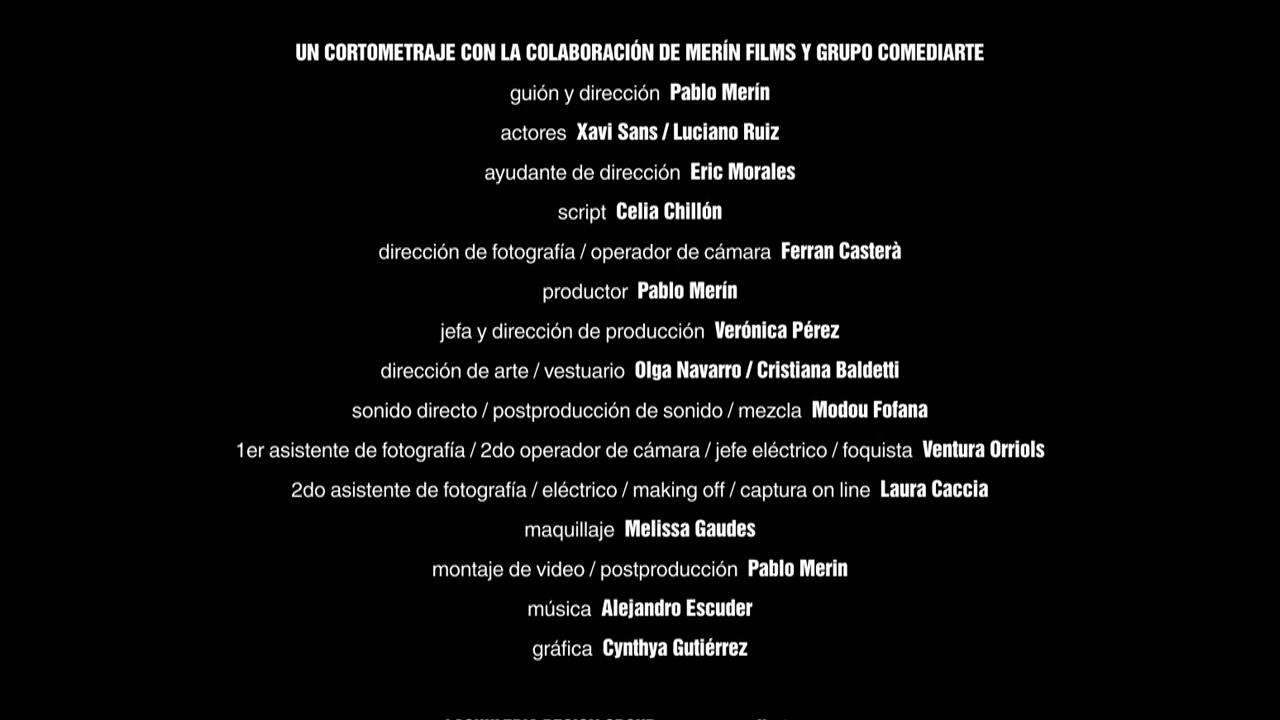 UN CORTOMETRAJE CON LA COLABORACIÓN DE MERÍN FILMS Y GRUPO COMEDIARTE
guión y dirección Pablo Merín
actores Xavi Sans / Luciano Ruiz
ayudante de dirección Eric Morales
script Celia Chillón
dirección de fotografía / operador de cámara Ferran Casterà
productor Pablo Merín
jefa y dirección de producción Verónica Pérez
dirección de arte / vestuario Olga Navarro / Cristiana Baldetti
sonido directo / postproducción de sonido / mezcla Modou Fofana
1er asistente de fotografía / 2do operador de cámara / jefe eléctrico / foquista Ventura Orriols
2do asistente de fotografía / eléctrico / making off / captura on line Laura Caccia
maquillaje Melissa Gaudes
montaje de video / postproducción Pablo Merin
música Alejandro Escuder
gráfica Cynthya Gutiérrez